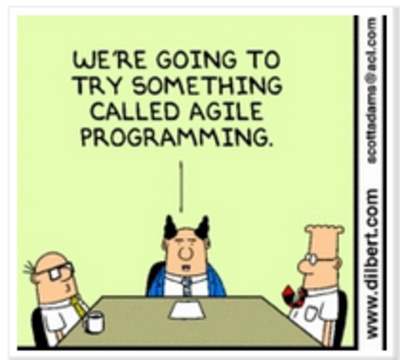 WE'RE GOING TO
TRY SOMETHING
CALLED AGILE
PROGRAMMING.
scottadams@aol.com
www.dilbert.com